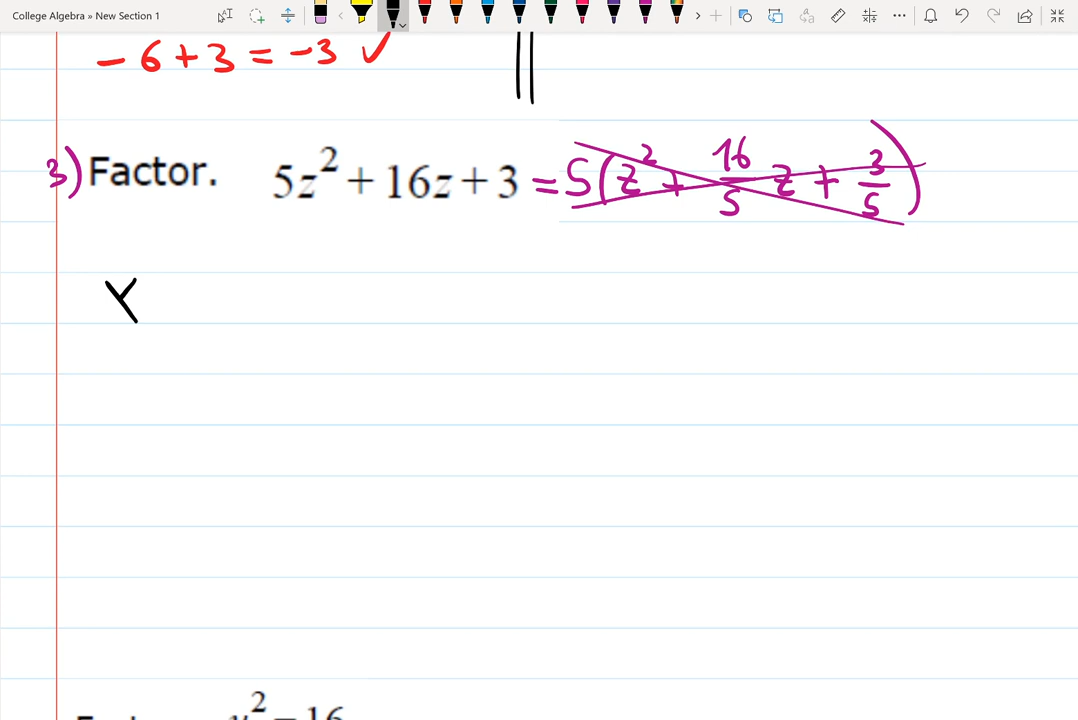 College Algebra » New Section 1
- 6 + 3 = -3 ✓
3) Factor. 5z² + 16z + 3 = 5(z² + 16/5 z + 3/5)